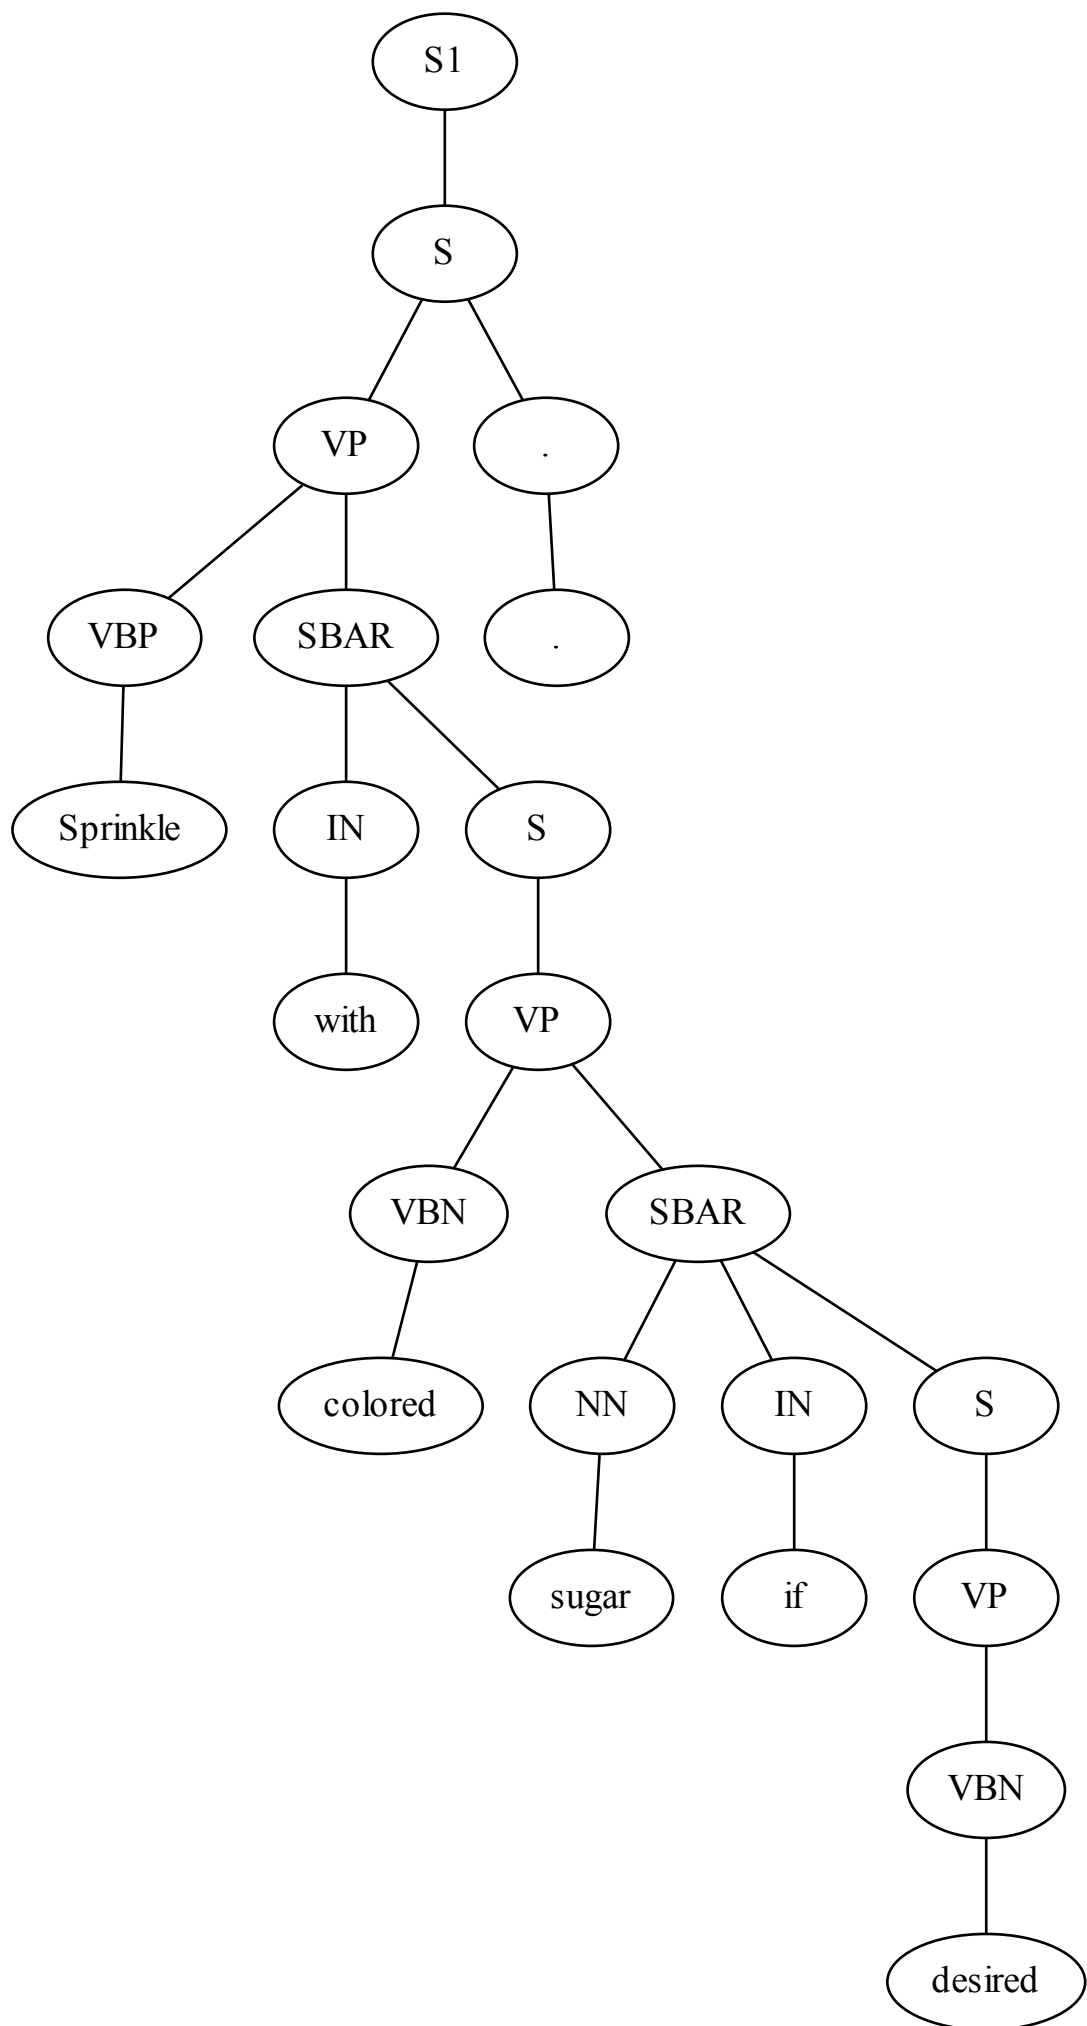 S1
S
VP .
VBP SBAR .
Sprinkle IN S
with VP
VBN SBAR
colored NN IN S
sugar if VP
VBN
desired